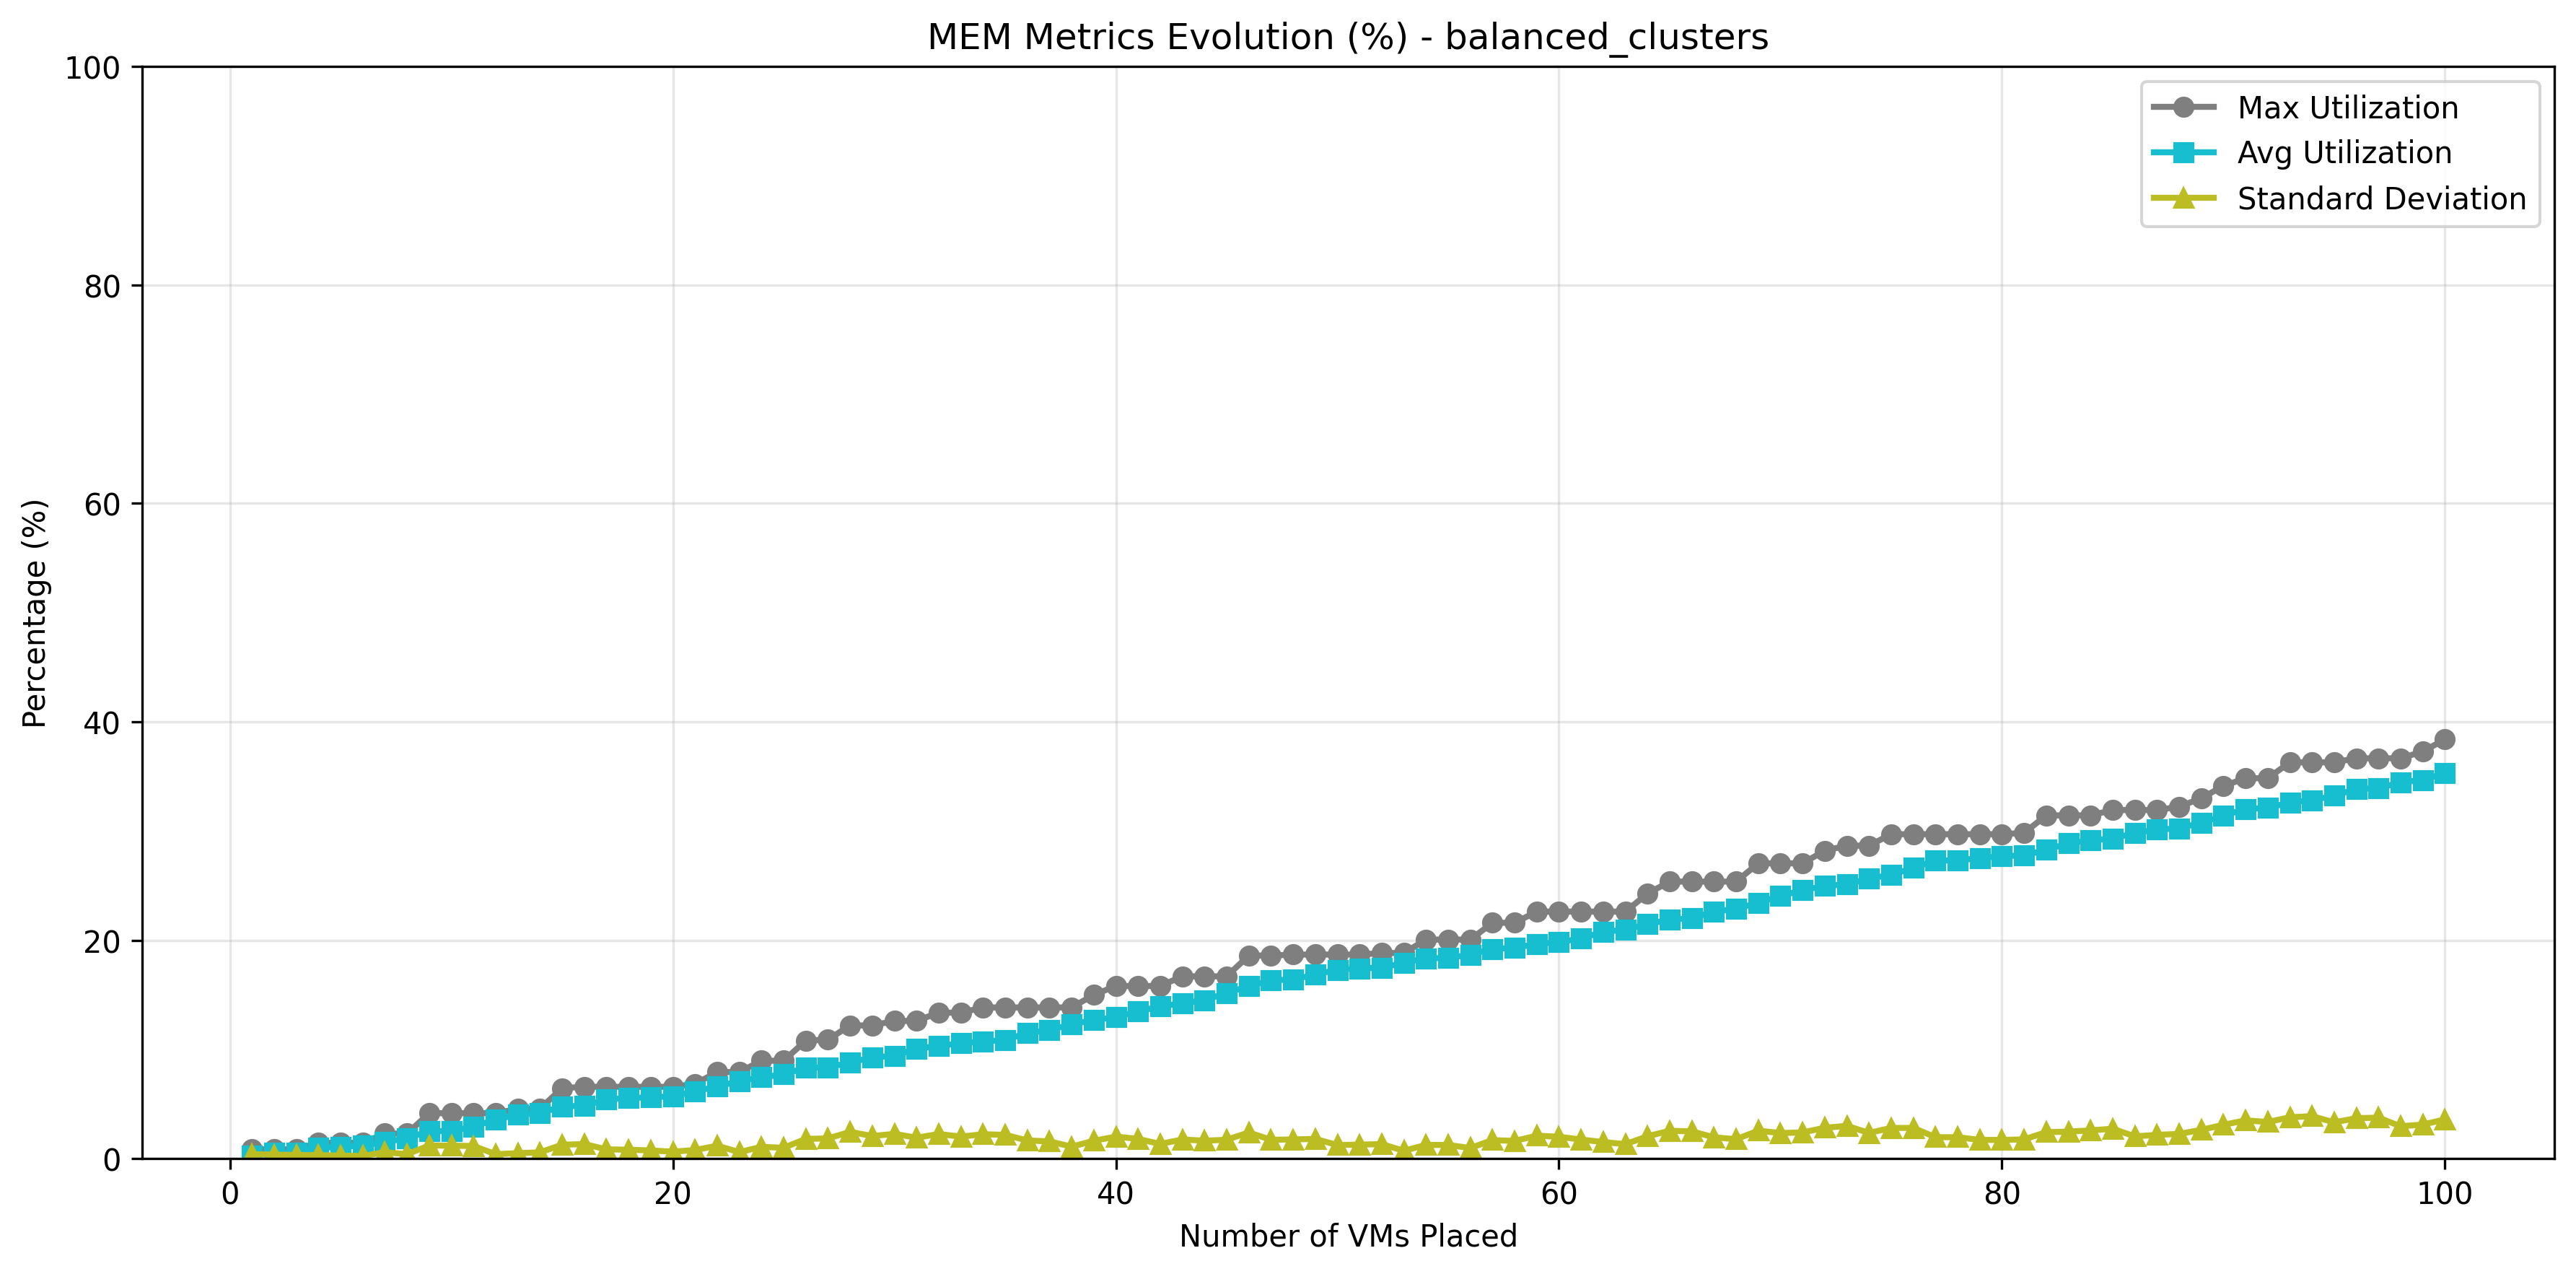 MEM Metrics Evolution (%) - balanced_clusters
100
80
60
40
20
0
Percentage (%)
Max Utilization
Avg Utilization
Standard Deviation
0 20 40 60 80 100
Number of VMs Placed